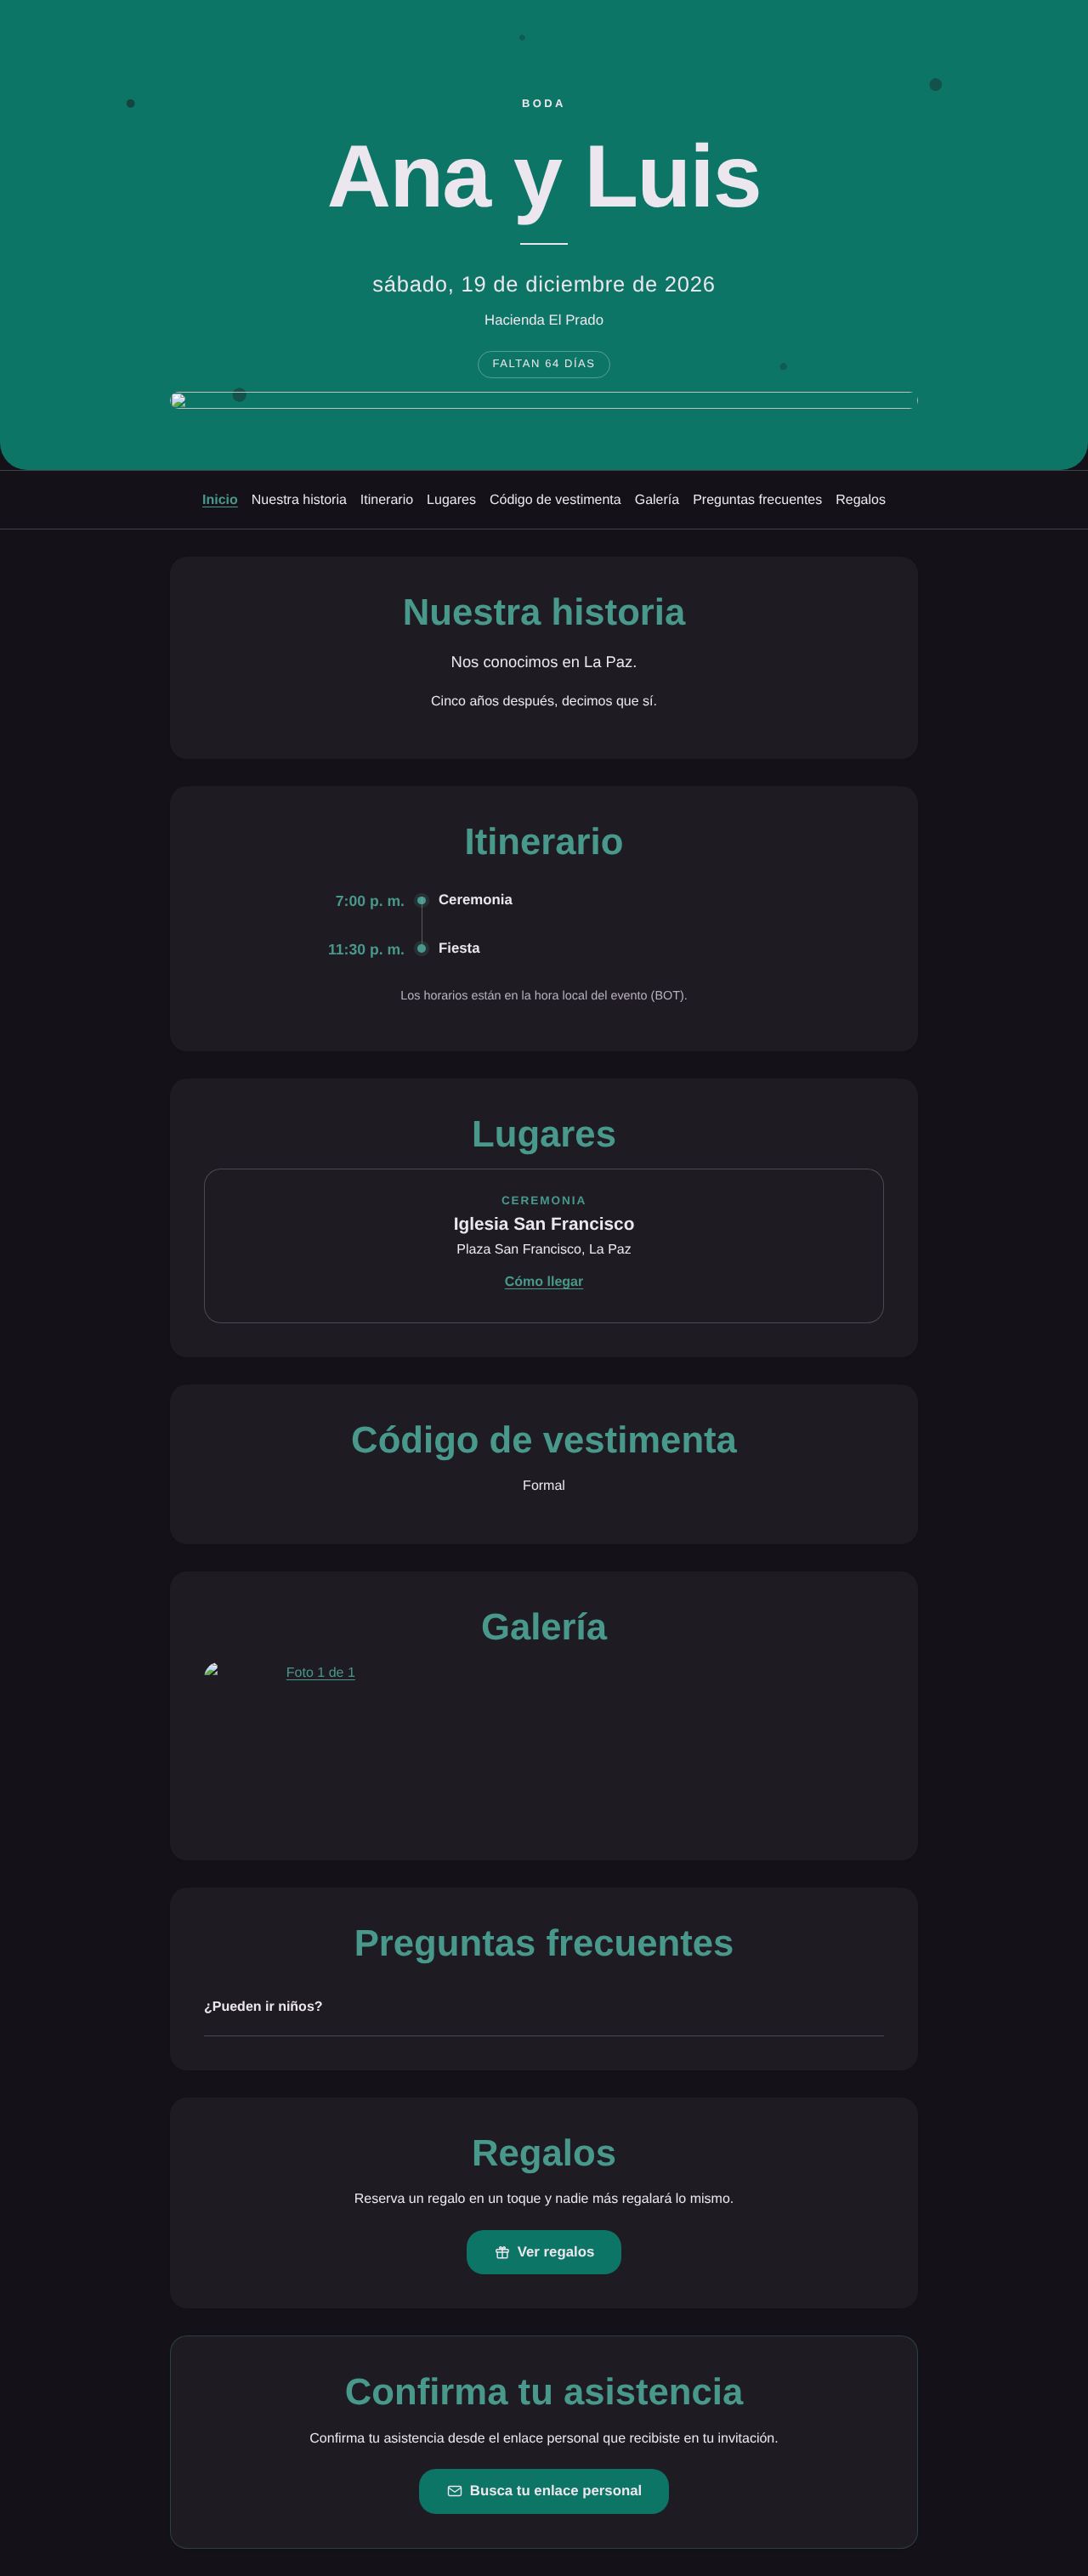 BODA
Ana y Luis
sábado, 19 de diciembre de 2026
Hacienda El Prado
FALTAN 64 DÍAS
Inicio Nuestra historia Itinerario Lugares Código de vestimenta Galería Preguntas frecuentes Regalos
Nuestra historia
Nos conocimos en La Paz.
Cinco años después, decimos que sí.
Itinerario
7:00 p. m. Ceremonia
11:30 p. m. Fiesta
Los horarios están en la hora local del evento (BOT).
Lugares
CEREMONIA
Iglesia San Francisco
Plaza San Francisco, La Paz
Cómo llegar
Código de vestimenta
Formal
Galería
Foto 1 de 1
Preguntas frecuentes
¿Pueden ir niños?
Regalos
Reserva un regalo en un toque y nadie más regalará lo mismo.
Ver regalos
Confirma tu asistencia
Confirma tu asistencia desde el enlace personal que recibiste en tu invitación.
Busca tu enlace personal